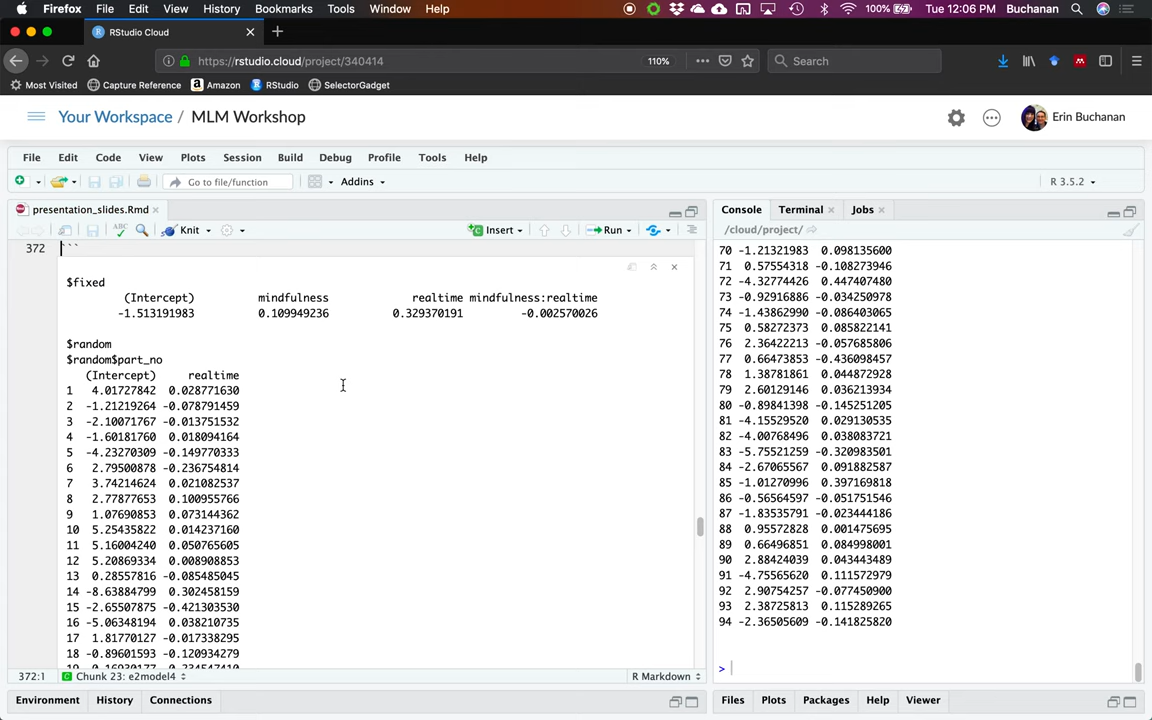 Firefox File Edit View History Bookmarks Tools Window Help 100% Tue 12:06 PM Buchanan
RStudio Cloud
https://rstudio.cloud/project/340414 110% Search
Most Visited Capture Reference Amazon RStudio SelectorGadget
Your Workspace / MLM Workshop Erin Buchanan
File Edit Code View Plots Session Build Debug Profile Tools Help
Go to file/function Addins R 3.5.2
presentation_slides.Rmd
ABC Knit Insert Run
372 ```
$fixed
(Intercept) mindfulness realtime mindfulness:realtime
-1.513191983 0.109949236 0.329370191 -0.002570026
$random
$random$part_no
(Intercept) realtime
1 4.01727842 0.028771630
2 -1.21219264 -0.078791459
3 -2.10071767 -0.013751532
4 -1.60181760 0.018094164
5 -4.23270309 -0.149770333
6 2.79500878 -0.236754814
7 3.74214624 0.021082537
8 2.77877653 0.100955766
9 1.07690853 0.073144362
10 5.25435822 0.014237160
11 5.16004240 0.050765605
12 5.20869334 0.008908853
13 0.28557816 -0.085485045
14 -8.63884799 0.302458159
15 -2.65507875 -0.421303530
16 -5.06348194 0.038210735
17 1.81770127 -0.017338295
18 -0.89601593 -0.120934279
19 0.16930177 0.234547410
372:1 Chunk 23: e2model4 R Markdown
Environment History Connections
Console Terminal Jobs
/cloud/project/
70 -1.21321983 0.098135600
71 0.57554318 -0.108273946
72 -4.32774426 0.447407480
73 -0.92916886 -0.034250978
74 -1.43862990 -0.086403065
75 0.58272373 0.085822141
76 2.36422213 -0.057685806
77 0.66473853 -0.436098457
78 1.38781861 0.044872928
79 2.60129146 0.036213934
80 -0.89841398 -0.145251205
81 -4.15529520 0.029130535
82 -4.00768496 0.038083721
83 -5.75521259 -0.320983501
84 -2.67065567 0.091882587
85 -1.01270996 0.397169818
86 -0.56564597 -0.051751546
87 -1.83535791 -0.023444186
88 0.95572828 0.001475695
89 0.66496851 0.084998001
90 2.88424039 0.043443489
91 -4.75565620 0.111572979
92 2.90754257 -0.077450900
93 2.38725813 0.115289265
94 -2.36505609 -0.141825820
>
Files Plots Packages Help Viewer